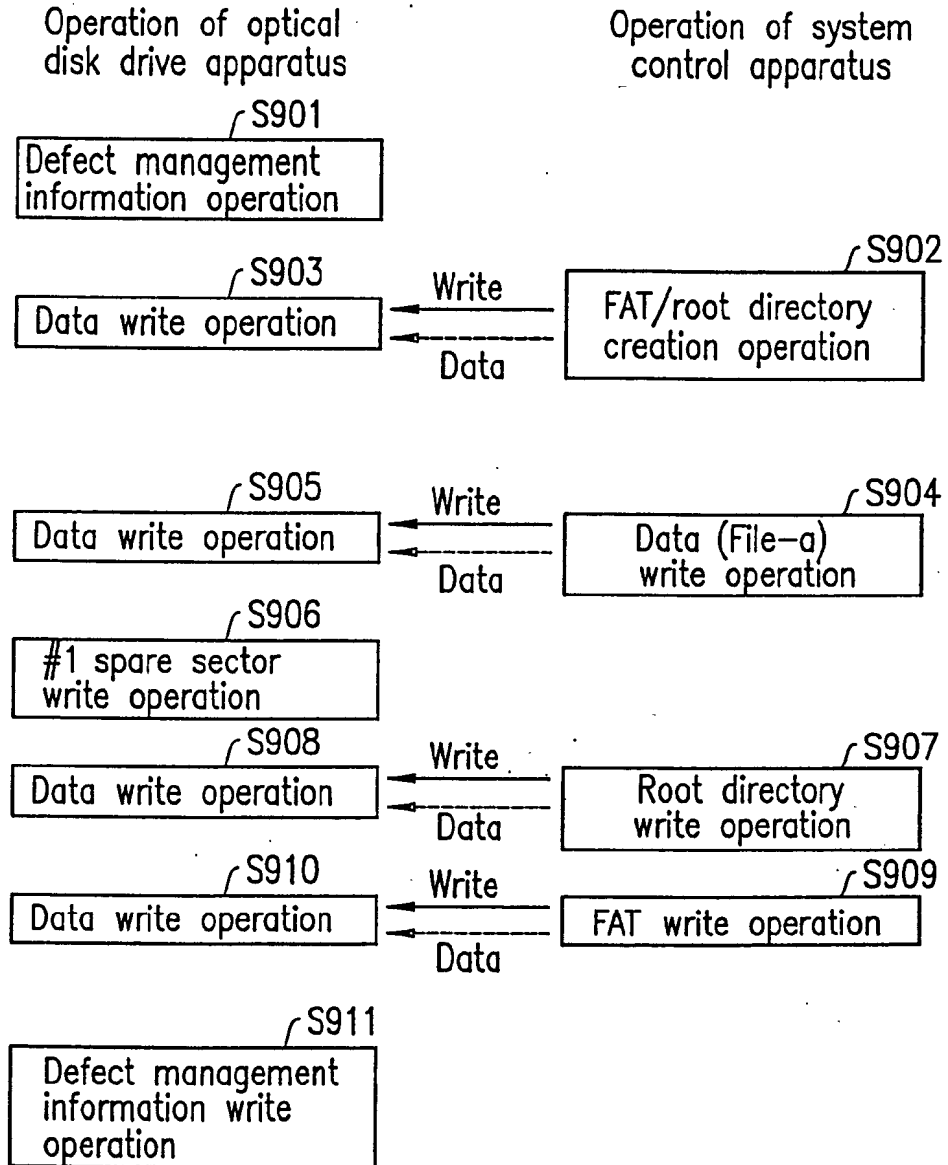 Operation of optical
disk drive apparatus
Operation of system
control apparatus
S901
Defect management
information operation
S902
FAT/root directory
creation operation
S903
Data write operation
Write
Data
S905
Data write operation
Write
Data
S904
Data (File-a)
write operation
S906
#1 spare sector
write operation
S908
Data write operation
Write
Data
S907
Root directory
write operation
S910
Data write operation
Write
Data
S909
FAT write operation
S911
Defect management
information write
operation